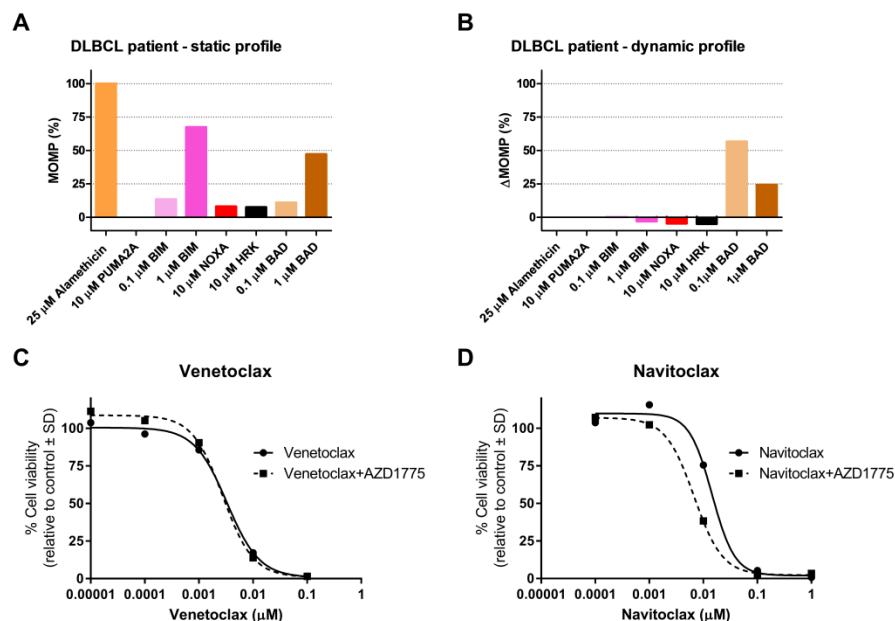 A
DLBCL patient - static profile
MOMP (%)
100
75
50
25
0
25 μM Alamethicin
10 μM PUMA2A
0.1 μM BIM
1 μM BIM
10 μM NOXA
10 μM HRK
0.1 μM BAD
1 μM BAD
B
DLBCL patient - dynamic profile
ΔMOMP (%)
100
75
50
25
0
25 μM Alamethicin
10 μM PUMA2A
0.1 μM BIM
1 μM BIM
10 μM NOXA
10 μM HRK
0.1μM BAD
1μM BAD
C
Venetoclax
% Cell viability
(relative to control ± SD)
100
75
50
25
0
Venetoclax
Venetoclax+AZD1775
0.00001 0.0001 0.001 0.01 0.1 1
Venetoclax (μM)
D
Navitoclax
% Cell viability
(relative to control ± SD)
100
75
50
25
0
Navitoclax
Navitoclax+AZD1775
0.00001 0.0001 0.001 0.01 0.1 1
Navitoclax (μM)